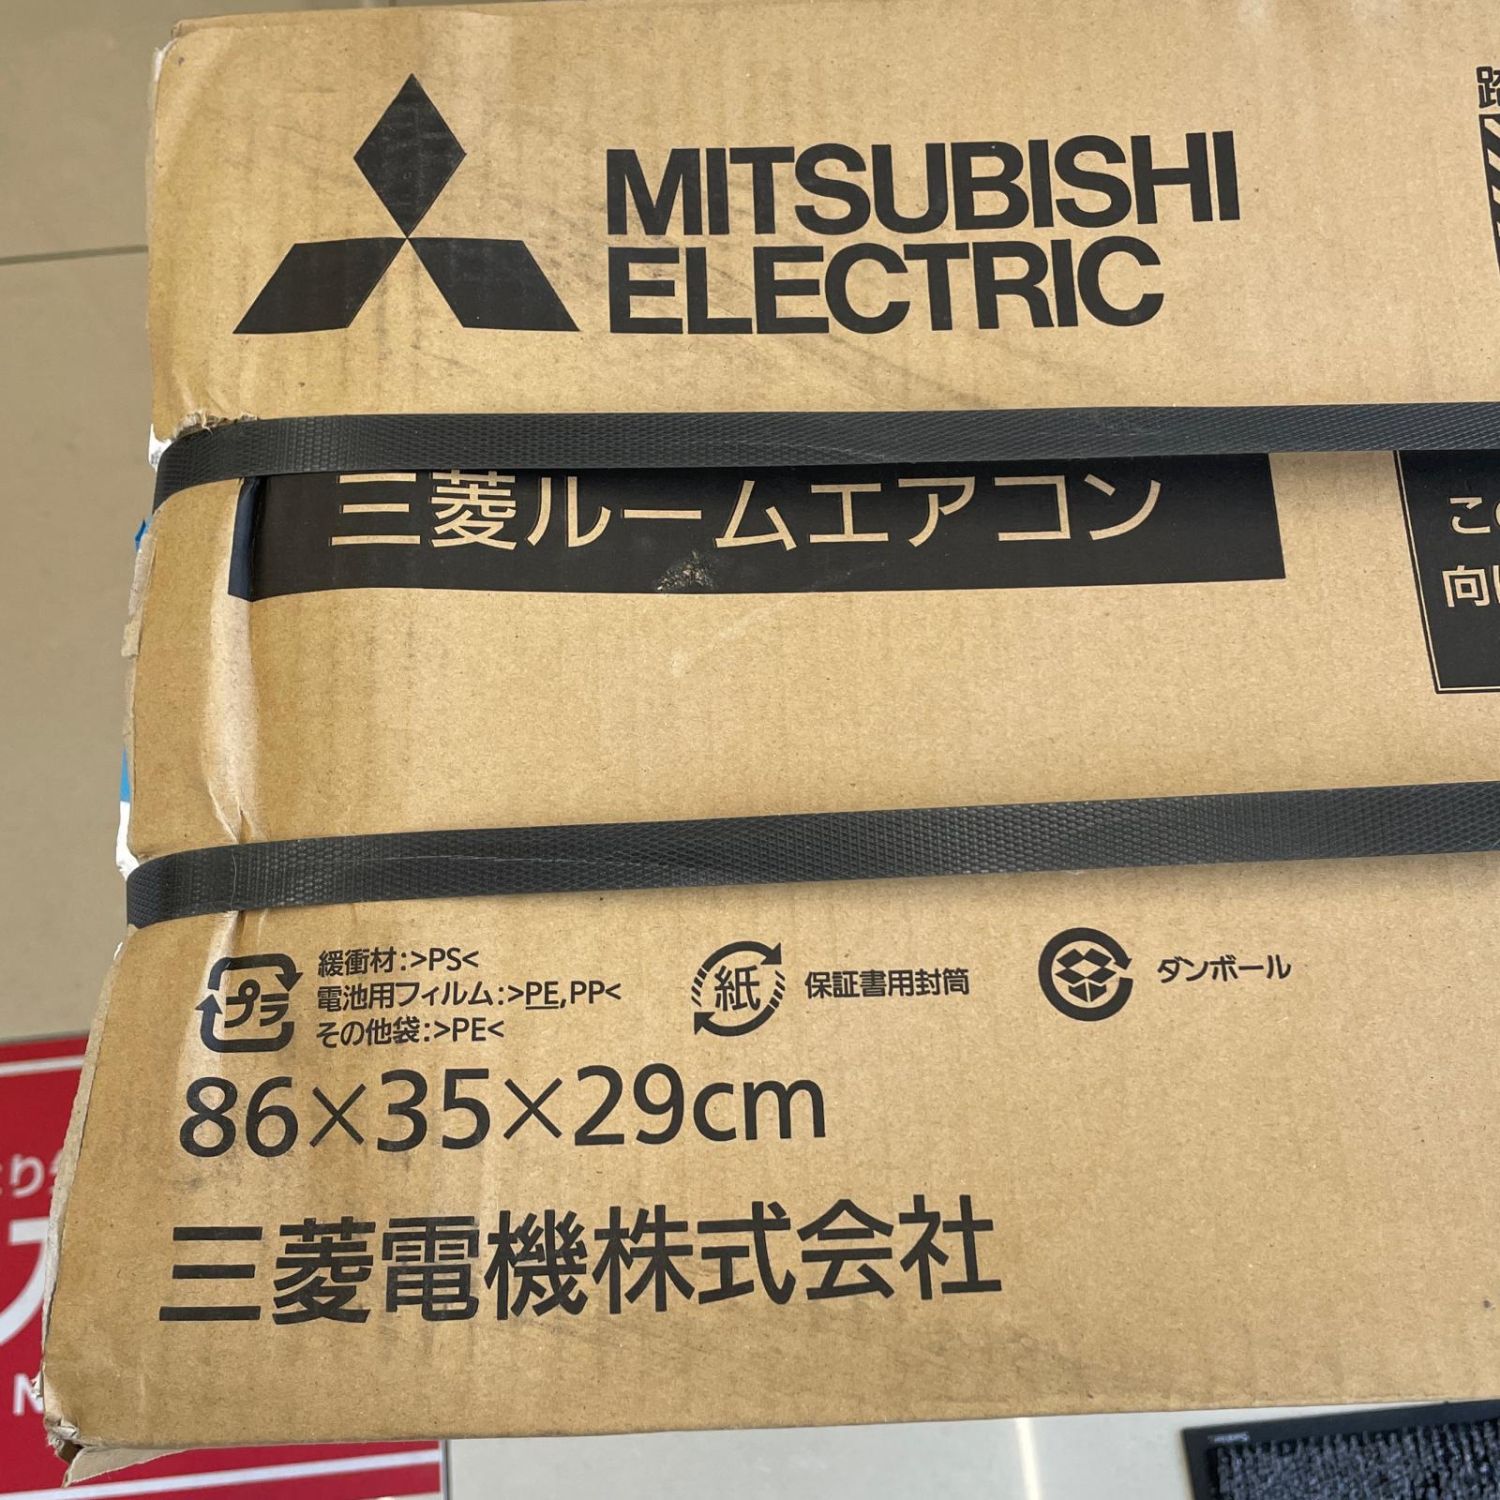 MITSUBISHI
ELECTRIC
三菱ルームエアコン
向
プラ
緩衝材:>PS<
電池用フィルム:>PE,PP<
その他袋:>PE<
紙
保証書用封筒
ダンボール
86×35×29cm
三菱電機株式会社